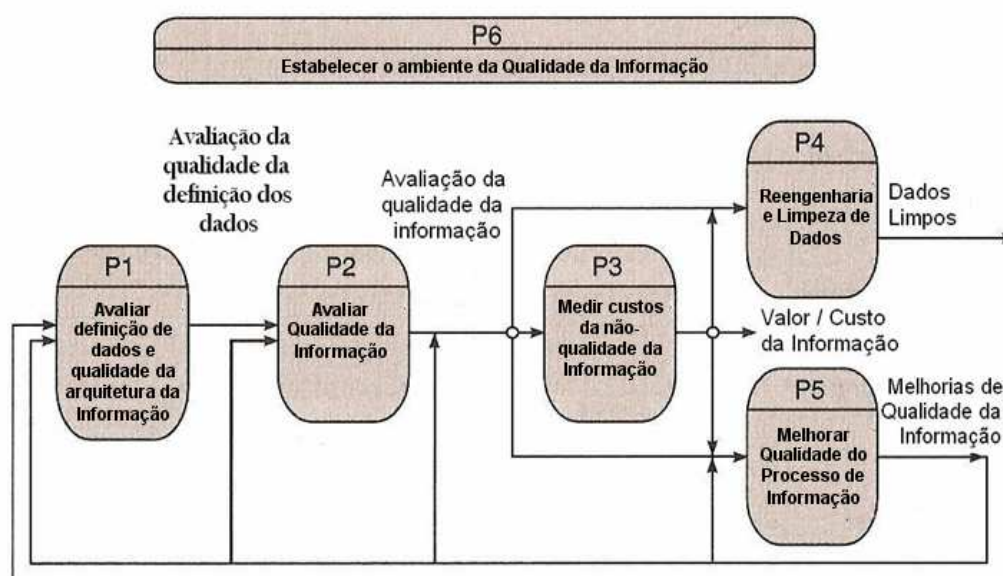 P6
Estabelecer o ambiente da Qualidade da Informação
Avaliação da
qualidade da
definição dos
dados
Avaliação da
qualidade da
informação
P4
Reengenharia
e Limpeza de
Dados
Dados
Limpos
P1
Avaliar
definição de
dados e
qualidade da
arquitetura da
Informação
P2
Avaliar
Qualidade da
Informação
P3
Medir custos
da não-
qualidade da
Informação
Valor / Custo
da Informação
P5
Melhorar
Qualidade do
Processo de
Informação
Melhorias de
Qualidade da
Informação